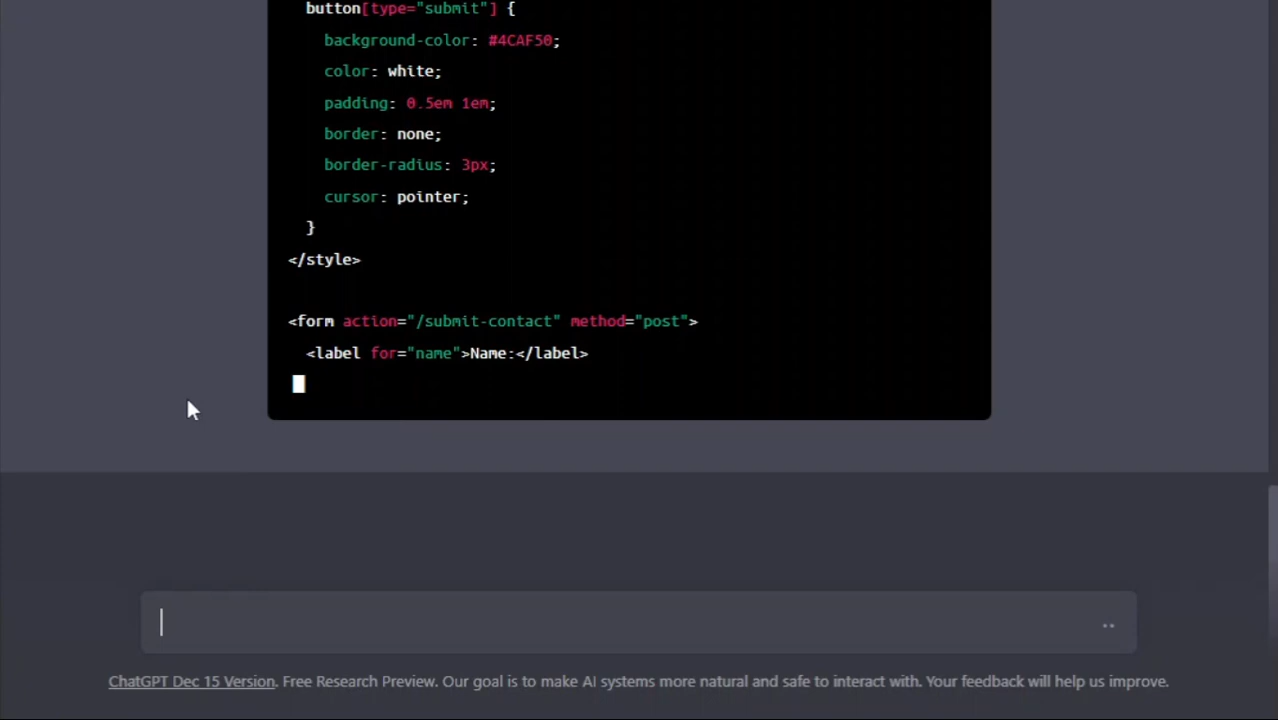 button[type="submit"] {
background-color: #4CAF50;
color: white;
padding: 0.5em 1em;
border: none;
border-radius: 3px;
cursor: pointer;
}
</style>
<form action="/submit-contact" method="post">
<label for="name">Name:</label>
ChatGPT Dec 15 Version. Free Research Preview. Our goal is to make AI systems more natural and safe to interact with. Your feedback will help us improve.